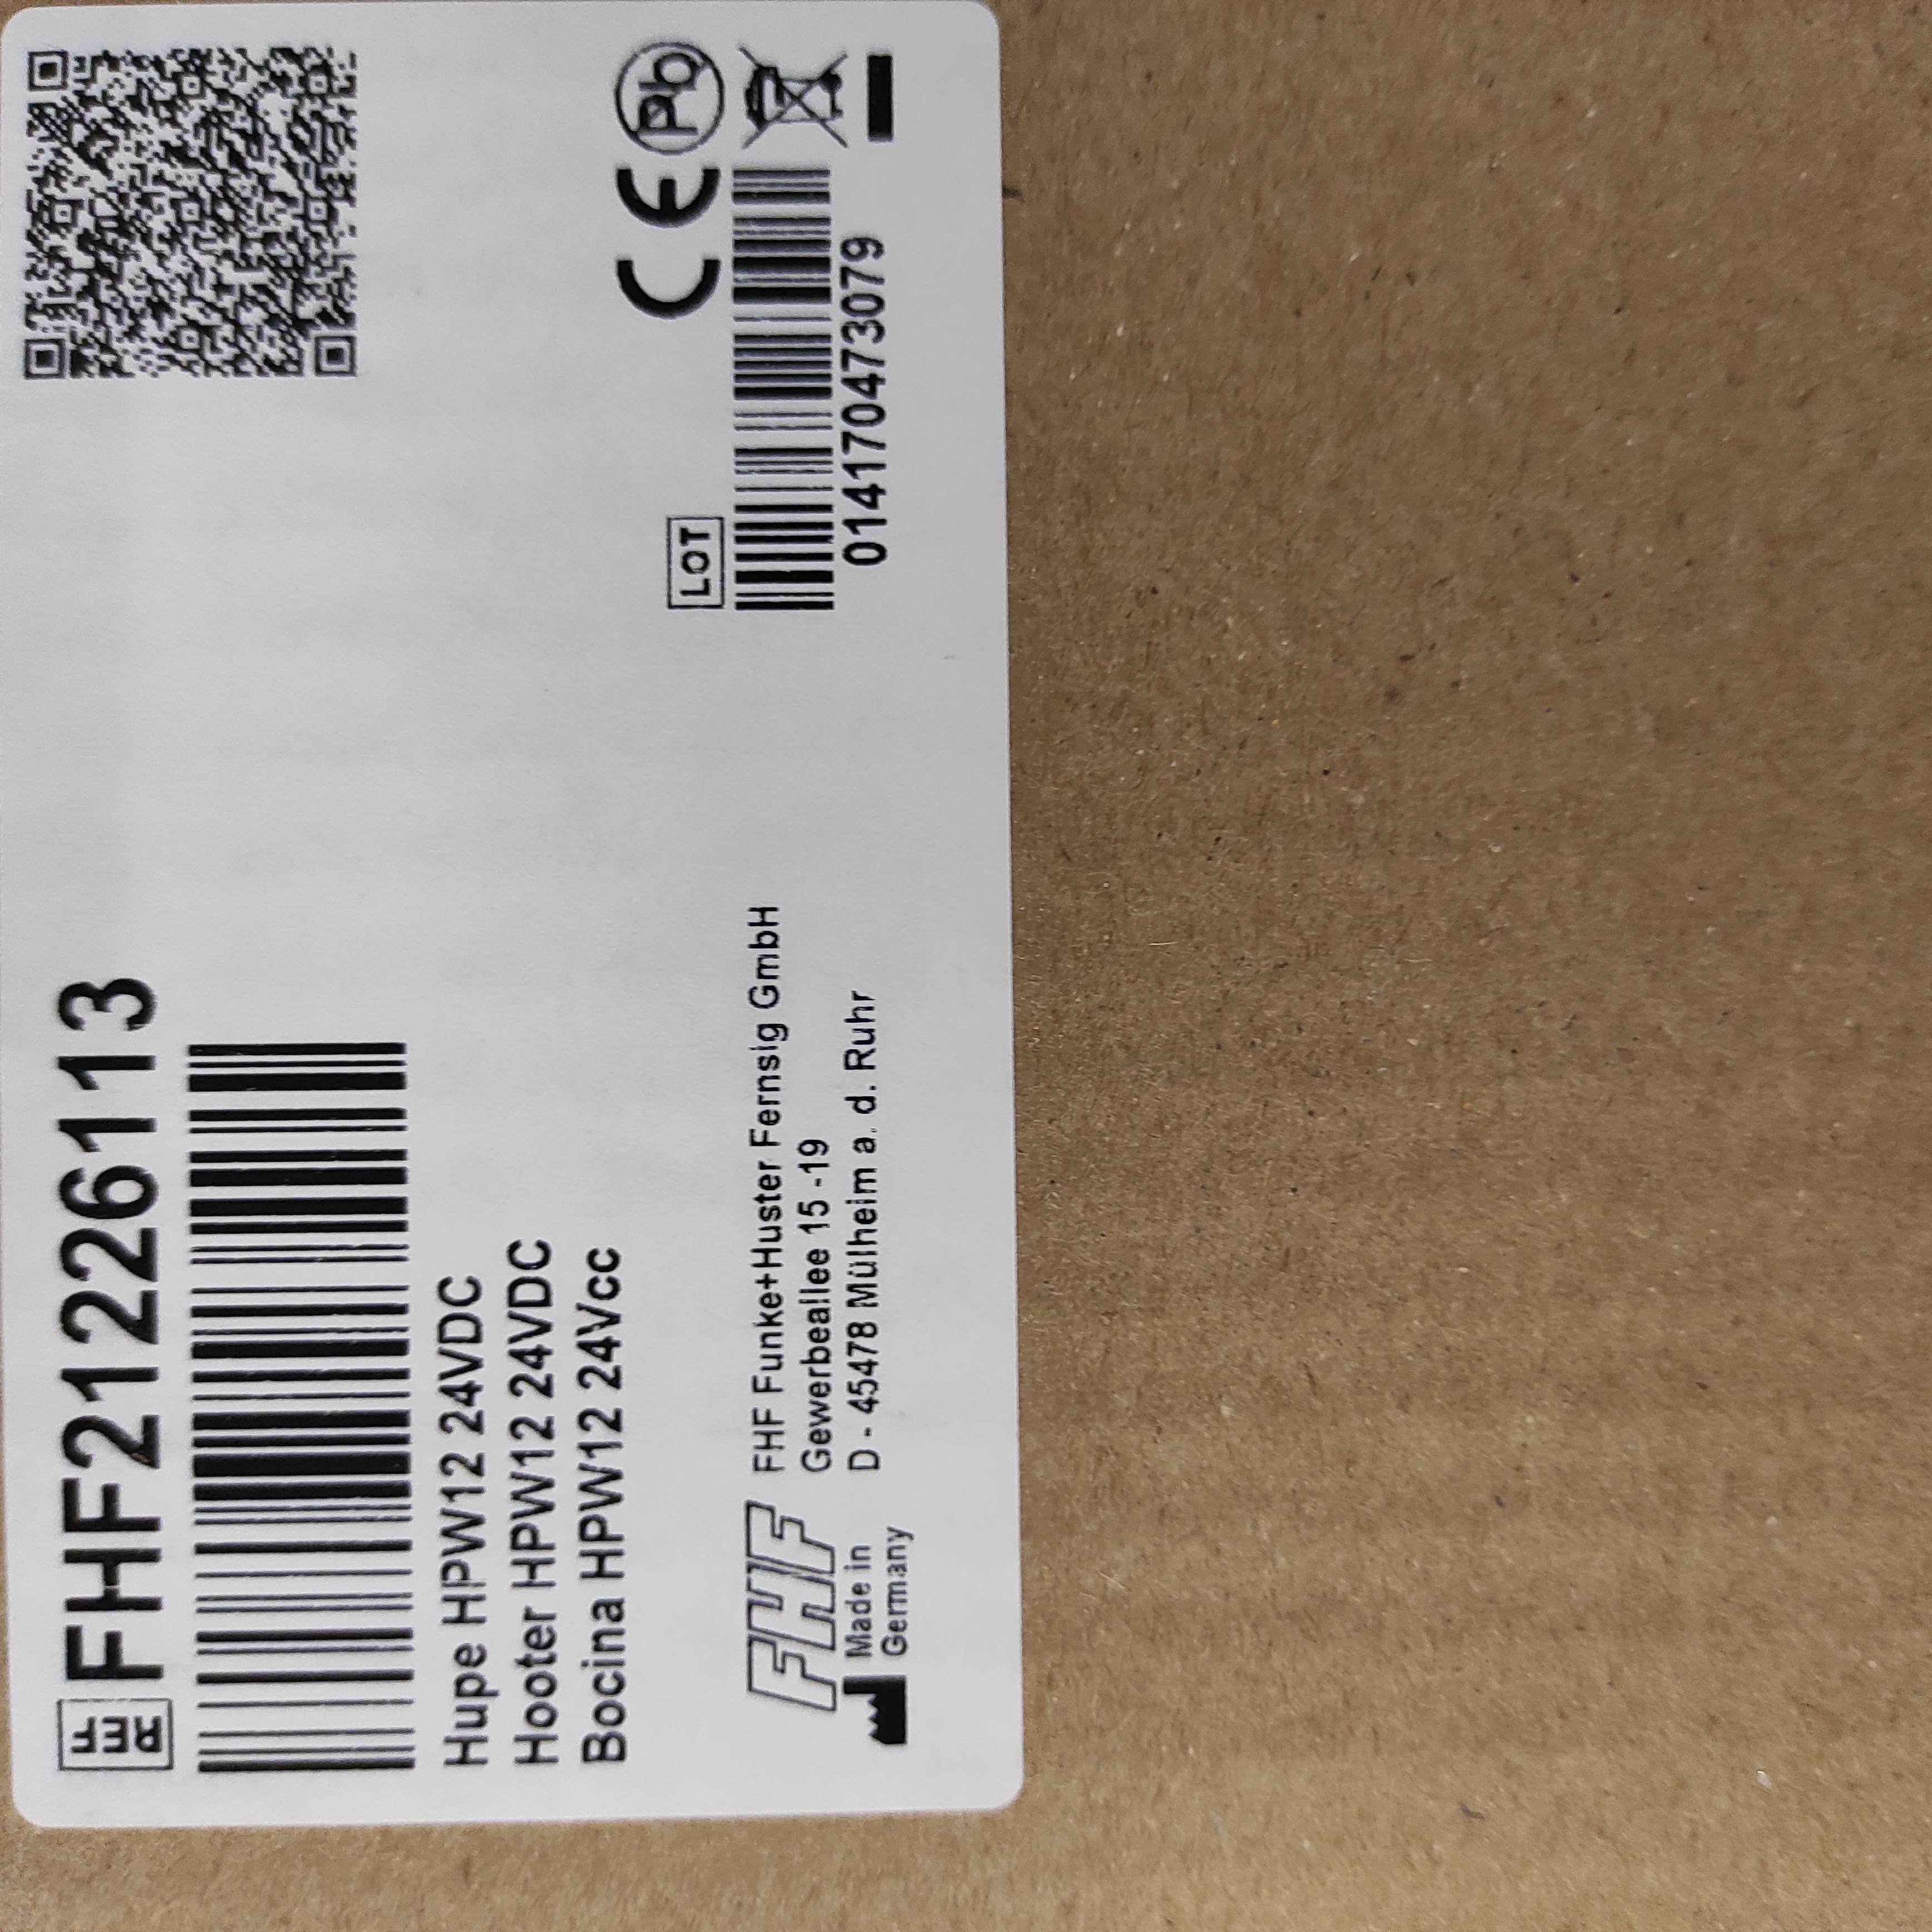 REF FHF21226113
Hupe HPW12 24VDC
Hooter HPW12 24VDC
Bocina HPW12 24Vcc
LOT
CE Pb
014170473079
FHF
FHF Funke+Huster Fernsig GmbH
Gewerbeallee 15 -19
D - 45478 Mülheim a. d. Ruhr
Made in
Germany